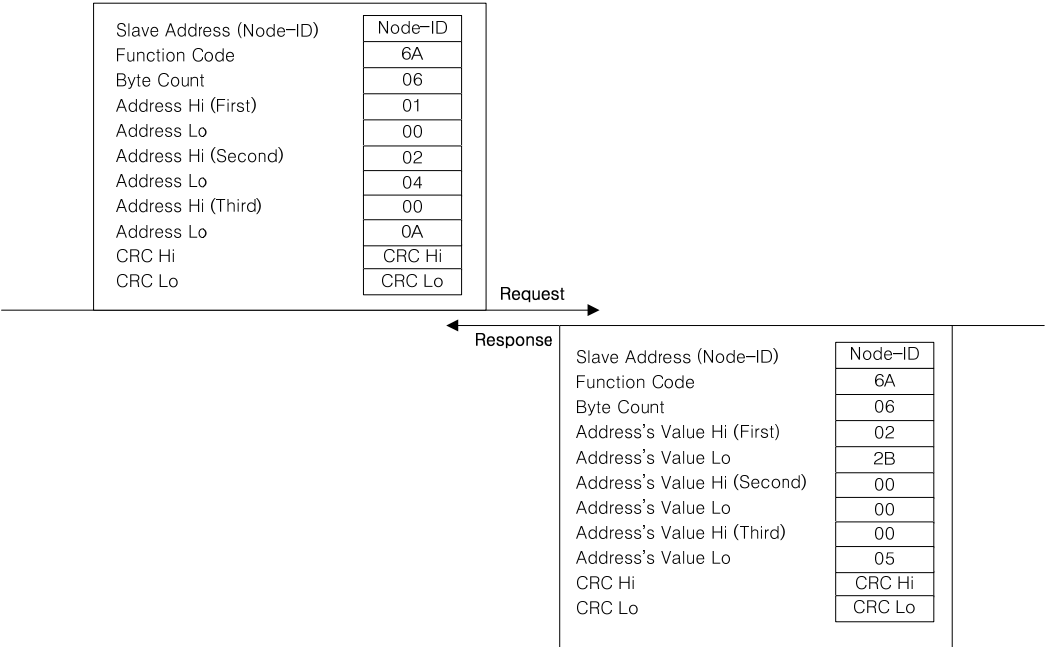 Slave Address (Node-ID) Node-ID
Function Code 6A
Byte Count 06
Address Hi (First) 01
Address Lo 00
Address Hi (Second) 02
Address Lo 04
Address Hi (Third) 00
Address Lo 0A
CRC Hi CRC Hi
CRC Lo CRC Lo
Request
Response
Slave Address (Node-ID) Node-ID
Function Code 6A
Byte Count 06
Address's Value Hi (First) 02
Address's Value Lo 2B
Address's Value Hi (Second) 00
Address's Value Lo 00
Address's Value Hi (Third) 00
Address's Value Lo 05
CRC Hi CRC Hi
CRC Lo CRC Lo